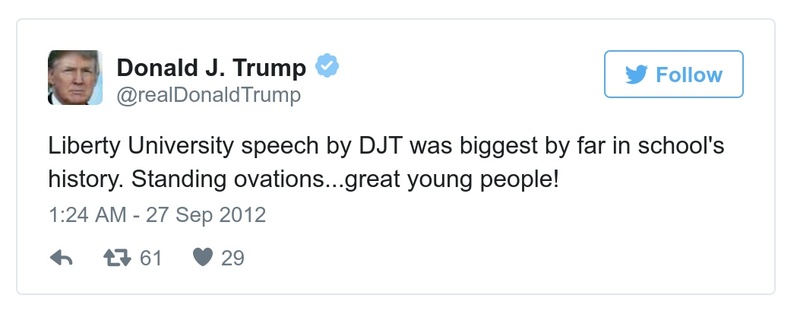 Donald J. Trump
Follow
@realDonaldTrump
Liberty University speech by DJT was biggest by far in school's
history. Standing ovations...great young people!
1:24 AM - 27 Sep 2012
61 29